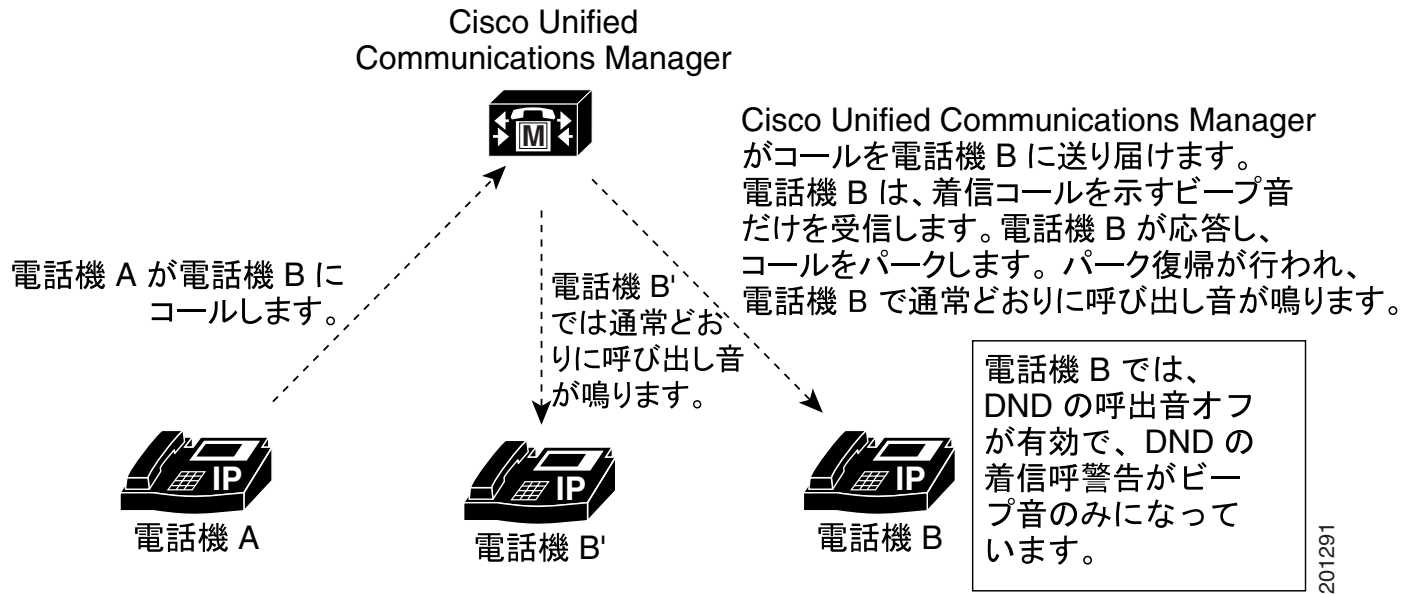 Cisco Unified
Communications Manager
M
Cisco Unified Communications Manager
がコールを電話機 B に送り届けます。
電話機 B は、着信コールを示すビープ音
だけを受信します。電話機 B が応答し、
コールをパークします。パーク復帰が行われ、
電話機 B で通常どおりに呼び出し音が鳴ります。
電話機 A が電話機 B に
コールします。
電話機 B'
では通常どお
りに呼び出し音
が鳴ります。
電話機 B では、
DND の呼出音オフ
が有効で、DND の
着信呼警告がビー
プ音のみになって
います。
IP
電話機 A
IP
電話機 B'
IP
電話機 B
201291